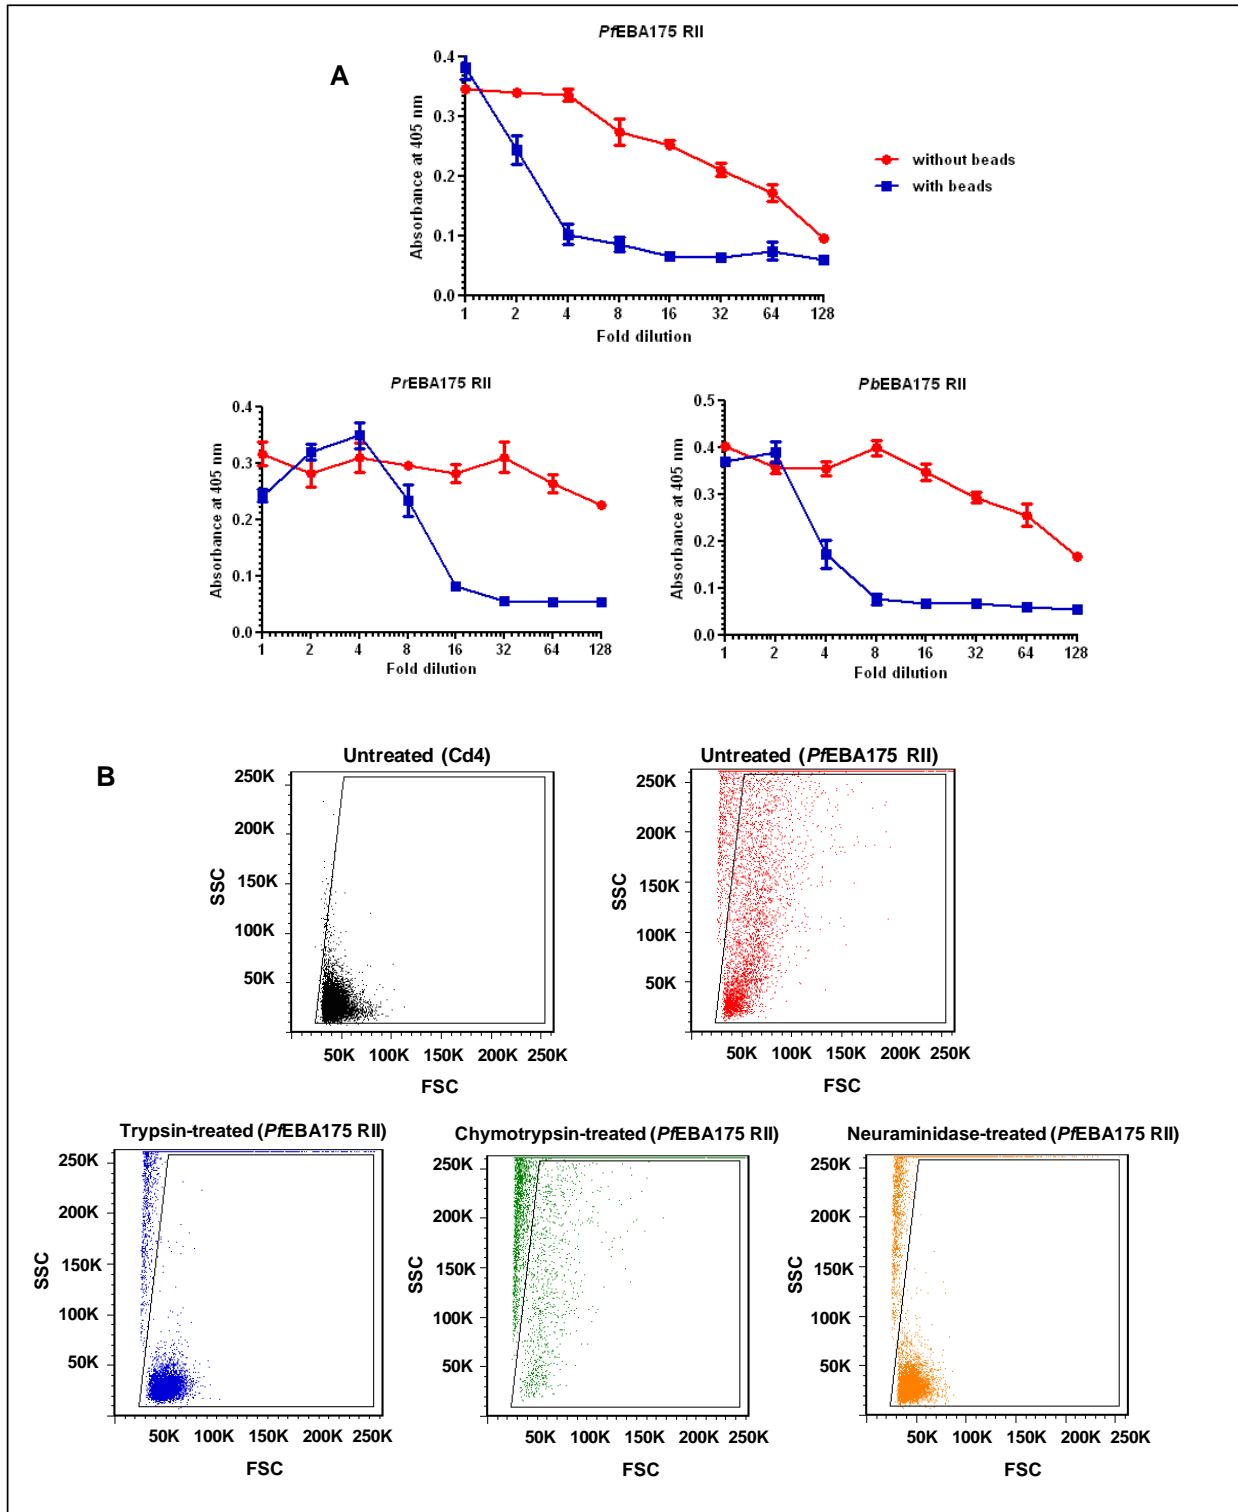 A
PfEBA175 RII
Absorbance at 405 nm
0.4
0.3
0.2
0.1
0.0
1 2 4 8 16 32 64 128
Fold dilution
without beads
with beads
PrEBA175 RII
Absorbance at 405 nm
0.4
0.3
0.2
0.1
0.0
1 2 4 8 16 32 64 128
Fold dilution
PbEBA175 RII
Absorbance at 405 nm
0.5
0.4
0.3
0.2
0.1
0.0
1 2 4 8 16 32 64 128
Fold dilution
B
Untreated (Cd4)
SSC
250K
200K
150K
100K
50K
50K 100K 150K 200K 250K
FSC
Untreated (PfEBA175 RII)
SSC
250K
200K
150K
100K
50K
50K 100K 150K 200K 250K
FSC
Trypsin-treated (PfEBA175 RII)
SSC
250K
200K
150K
100K
50K
50K 100K 150K 200K 250K
FSC
Chymotrypsin-treated (PfEBA175 RII)
SSC
250K
200K
150K
100K
50K
50K 100K 150K 200K 250K
FSC
Neuraminidase-treated (PfEBA175 RII)
SSC
250K
200K
150K
100K
50K
50K 100K 150K 200K 250K
FSC